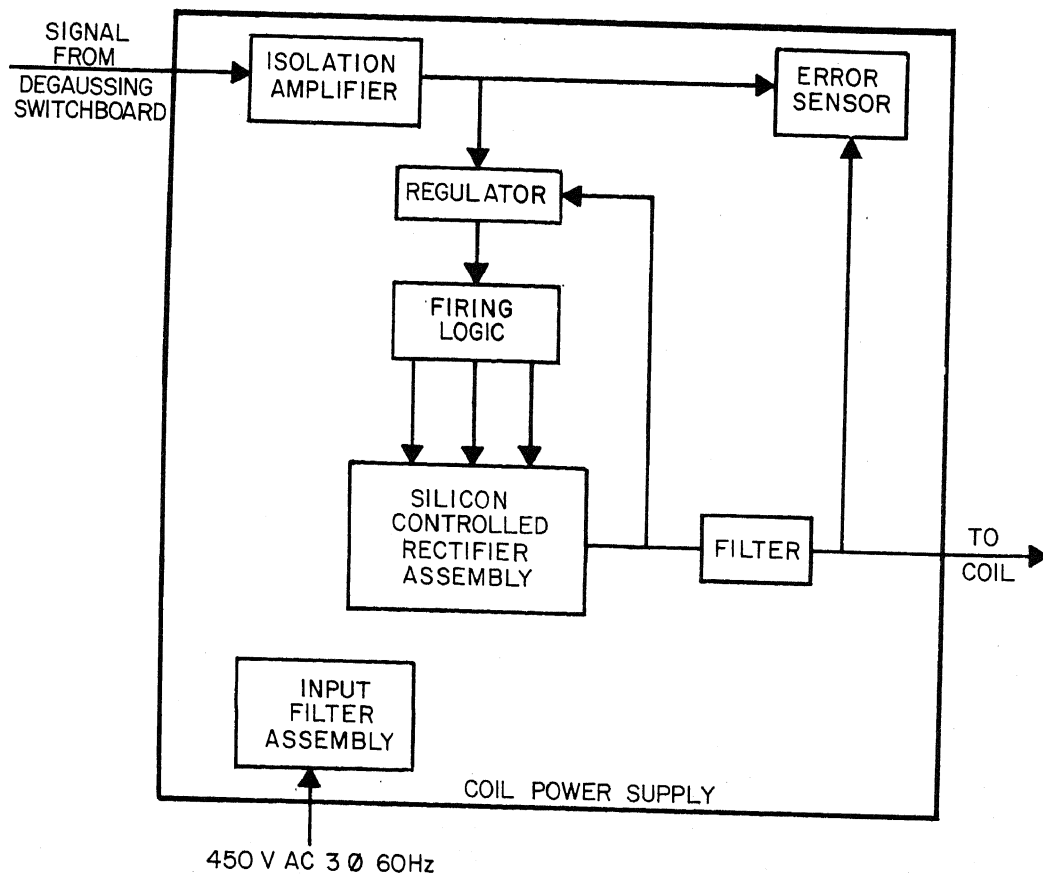 SIGNAL
FROM
DEGAUSSING
SWITCHBOARD
ISOLATION
AMPLIFIER
ERROR
SENSOR
REGULATOR
FIRING
LOGIC
SILICON
CONTROLLED
RECTIFIER
ASSEMBLY
FILTER
TO
COIL
INPUT
FILTER
ASSEMBLY
COIL POWER SUPPLY
450 V AC 3 Ø 60Hz